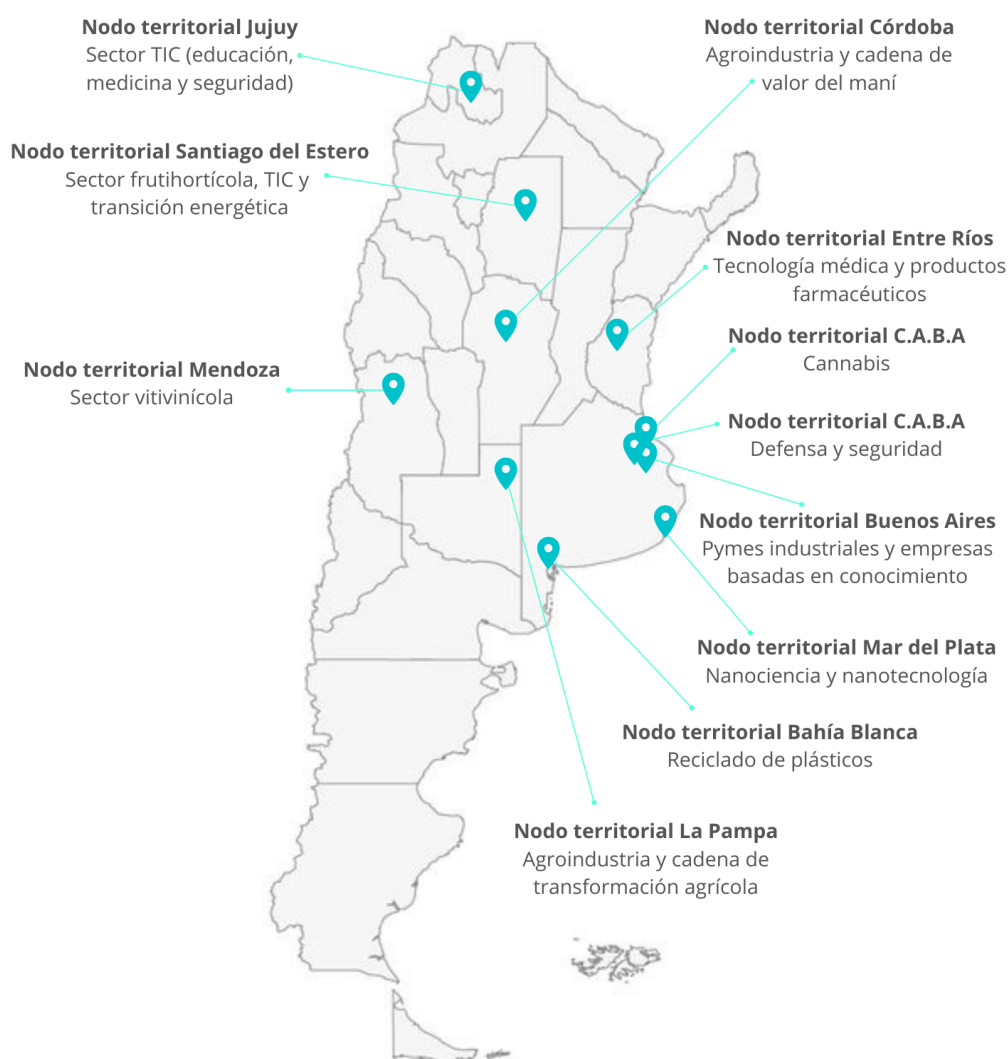 Nodo territorial Jujuy
Sector TIC (educación,
medicina y seguridad)
Nodo territorial Córdoba
Agroindustria y cadena de
valor del maní
Nodo territorial Santiago del Estero
Sector frutihortícola, TIC y
transición energética
Nodo territorial Entre Ríos
Tecnología médica y productos
farmacéuticos
Nodo territorial C.A.B.A
Cannabis
Nodo territorial Mendoza
Sector vitivinícola
Nodo territorial C.A.B.A
Defensa y seguridad
Nodo territorial Buenos Aires
Pymes industriales y empresas
basadas en conocimiento
Nodo territorial Mar del Plata
Nanociencia y nanotecnología
Nodo territorial Bahía Blanca
Reciclado de plásticos
Nodo territorial La Pampa
Agroindustria y cadena de
transformación agrícola